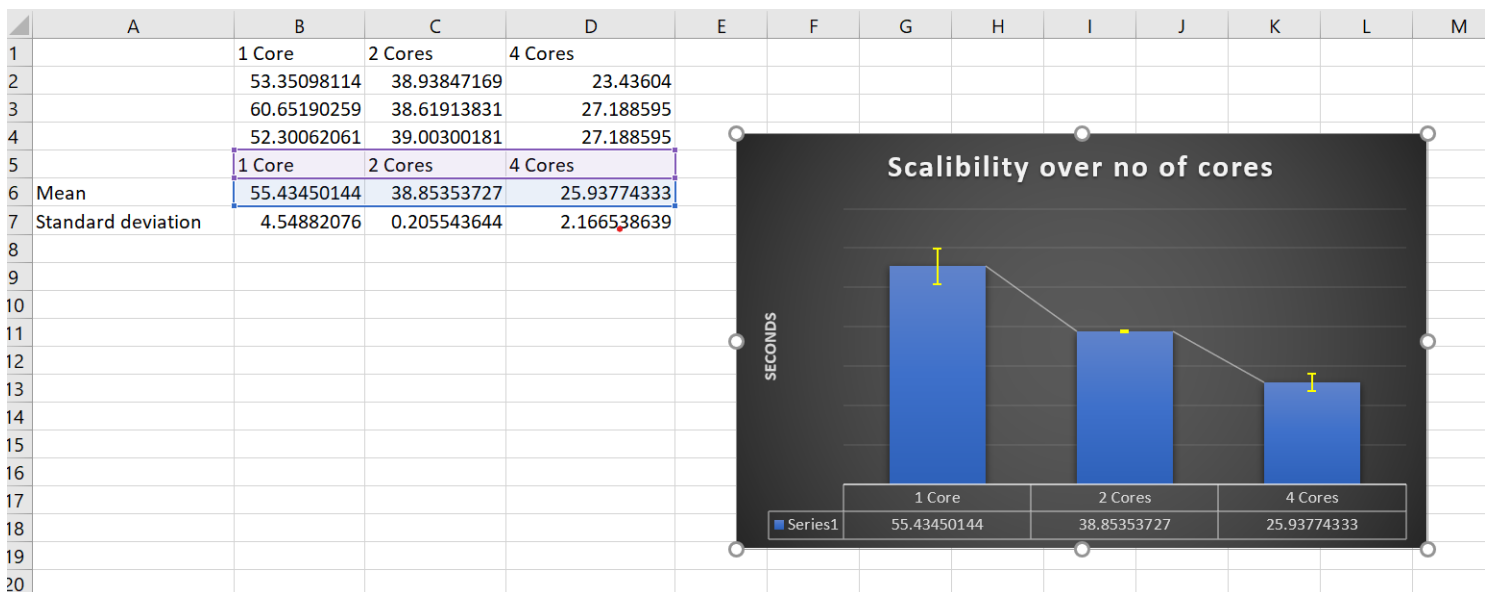 A B C D E F G H I J K L M
1 1 Core 2 Cores 4 Cores
2 53.35098114 38.93847169 23.43604
3 60.65190259 38.61913831 27.188595
4 52.30062061 39.00300181 27.188595
5 1 Core 2 Cores 4 Cores
6 Mean 55.43450144 38.85353727 25.93774333
7 Standard deviation 4.54882076 0.205543644 2.166538639
8
9
10
11
12
13
14
15
16
17
18
19
20
Scalibility over no of cores
SECONDS
1 Core 2 Cores 4 Cores
Series1 55.43450144 38.85353727 25.93774333